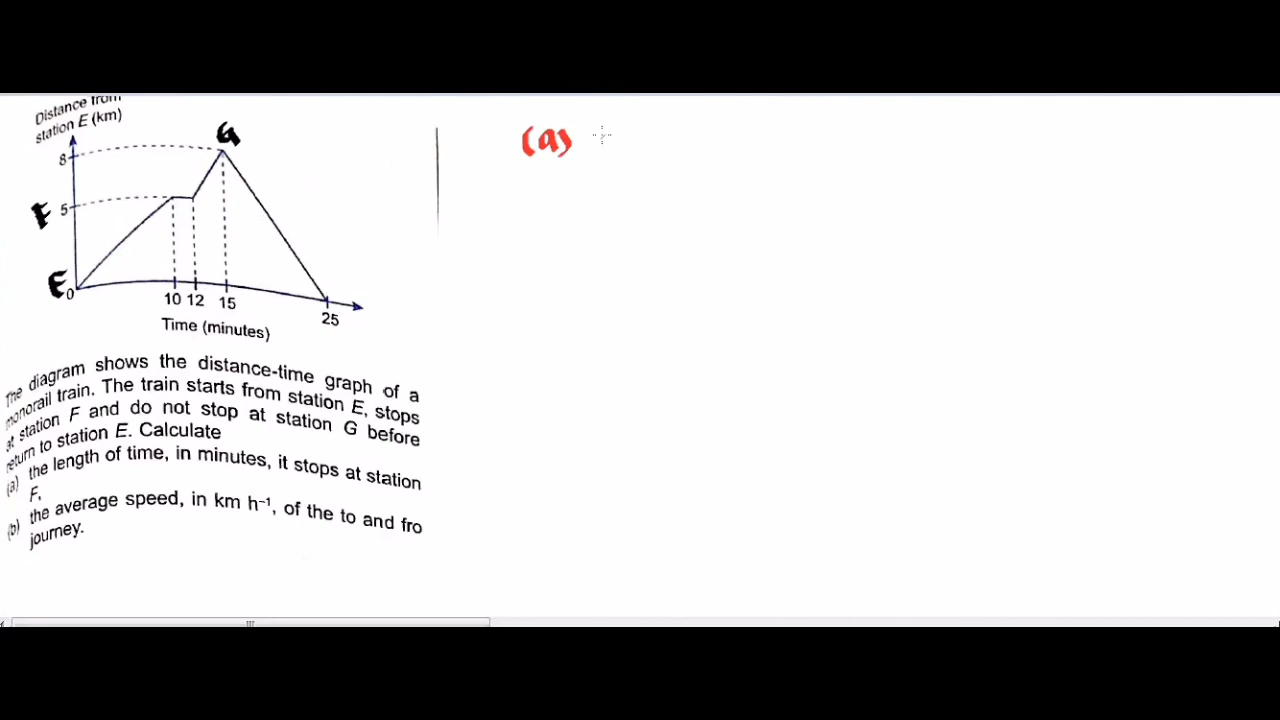 Distance from
station E (km)
G
8
F 5
E 0
10 12 15
25
Time (minutes)
The diagram shows the distance-time graph of a
monorail train. The train starts from station E, stops
at station F and do not stop at station G before
return to station E. Calculate
(a) the length of time, in minutes, it stops at station
F,
(b) the average speed, in km h⁻¹, of the to and fro
journey.
(a)